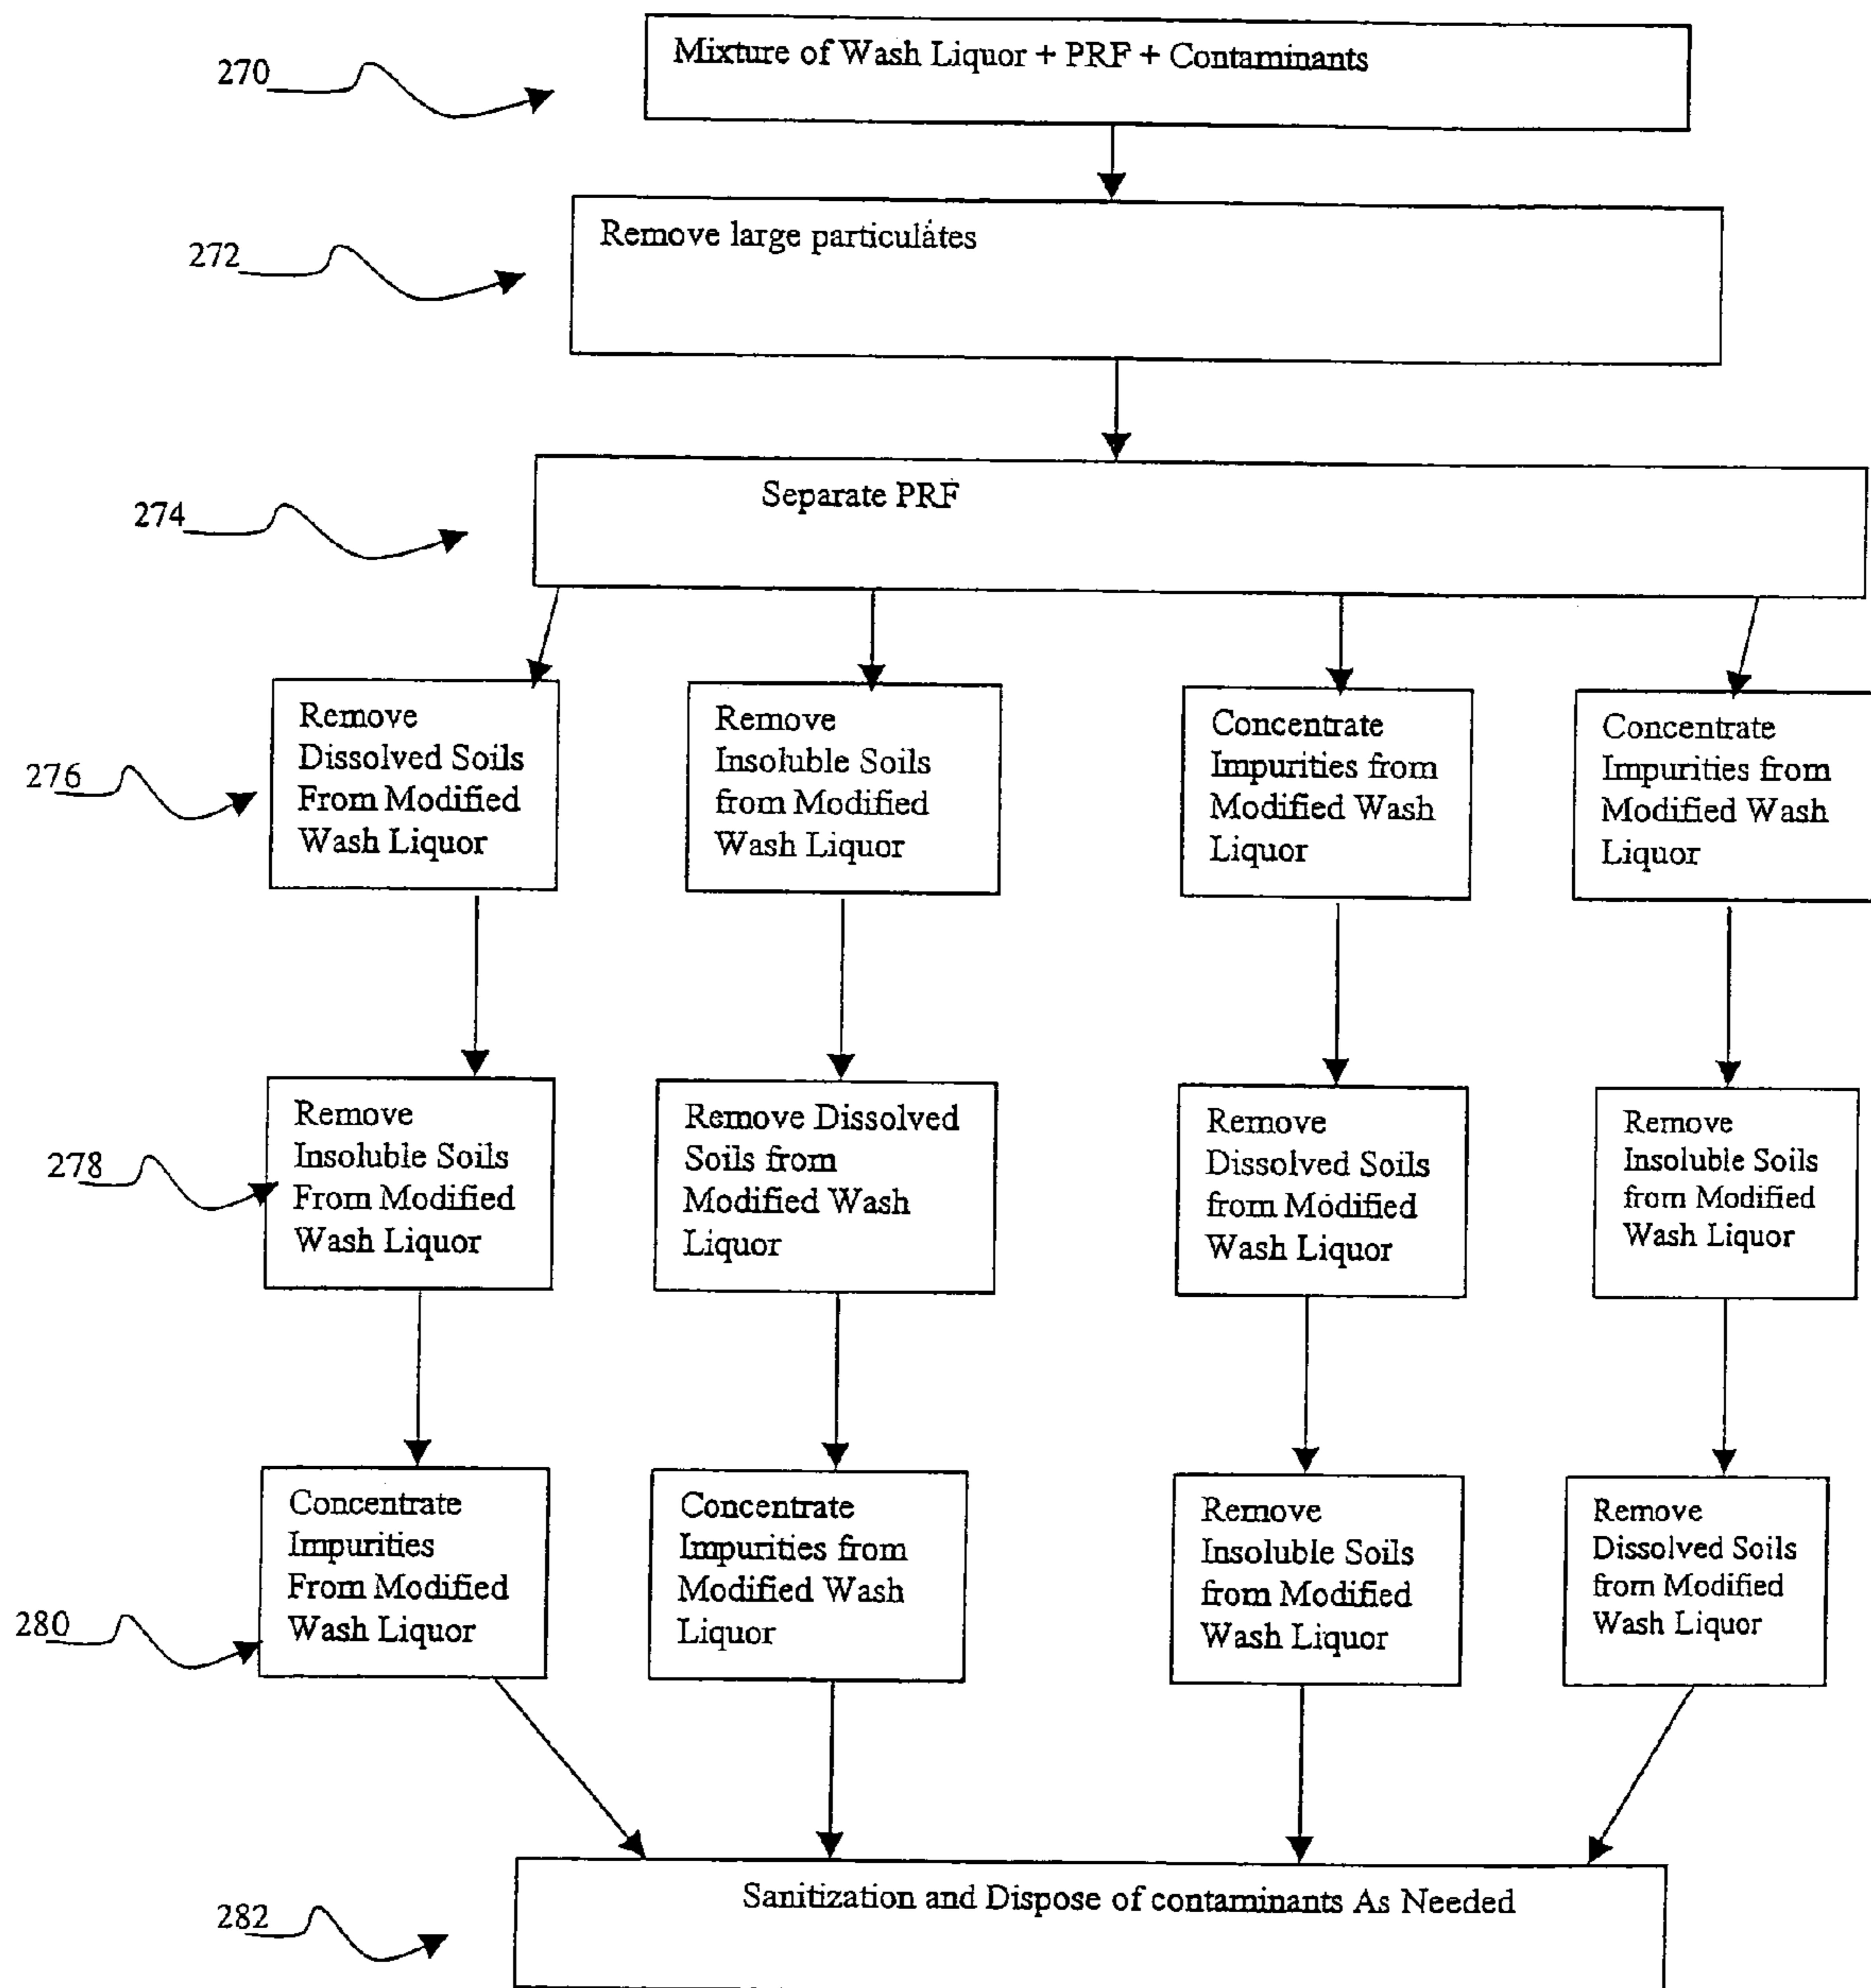 270
Mixture of Wash Liquor + PRF + Contaminants
272
Remove large particulates
274
Separate PRF
276
Remove
Dissolved Soils
From Modified
Wash Liquor
Remove
Insoluble Soils
from Modified
Wash Liquor
Concentrate
Impurities from
Modified Wash
Liquor
Concentrate
Impurities from
Modified Wash
Liquor
278
Remove
Insoluble Soils
From Modified
Wash Liquor
Remove Dissolved
Soils from
Modified Wash
Liquor
Remove
Dissolved Soils
from Modified
Wash Liquor
Remove
Insoluble Soils
from Modified
Wash Liquor
280
Concentrate
Impurities
From Modified
Wash Liquor
Concentrate
Impurities from
Modified Wash
Liquor
Remove
Insoluble Soils
from Modified
Wash Liquor
Remove
Dissolved Soils
from Modified
Wash Liquor
282
Sanitization and Dispose of contaminants As Needed